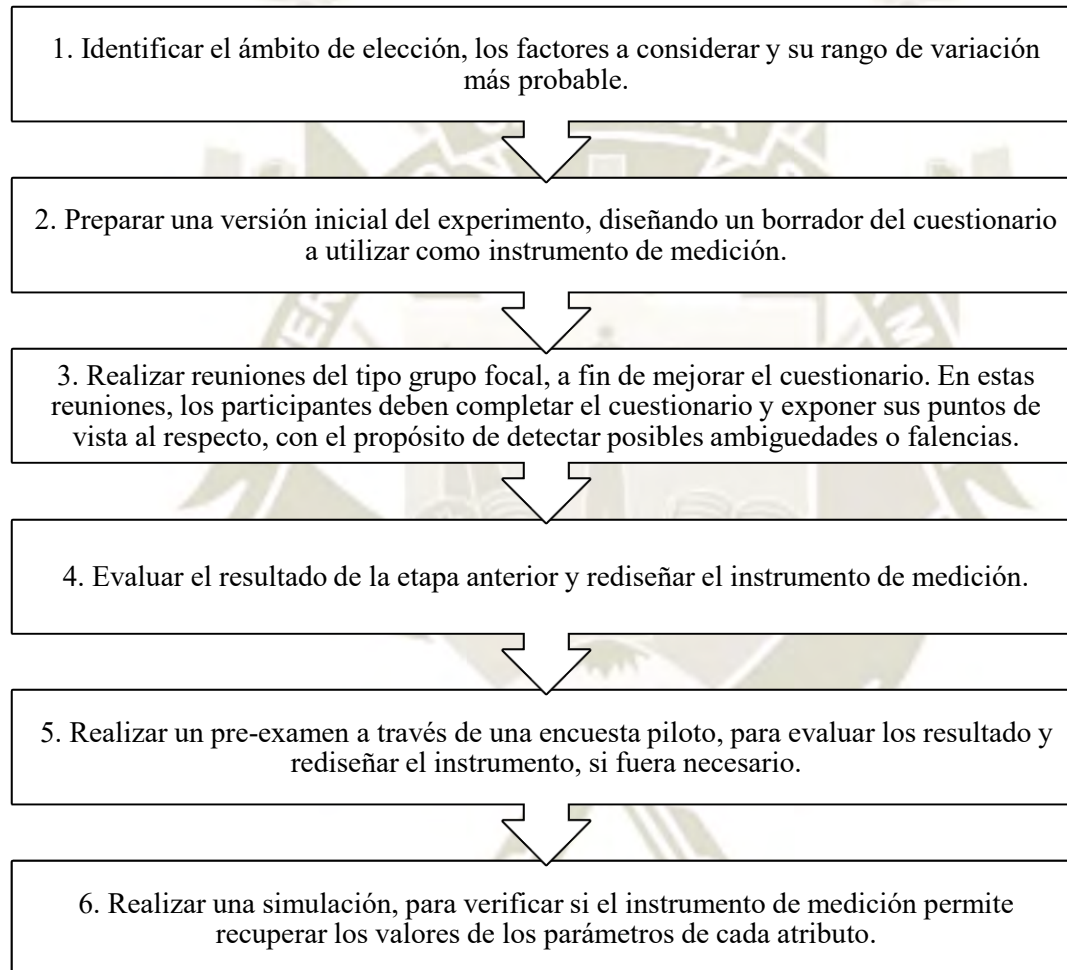 1. Identificar el ámbito de elección, los factores a considerar y su rango de variación
más probable.
2. Preparar una versión inicial del experimento, diseñando un borrador del cuestionario
a utilizar como instrumento de medición.
3. Realizar reuniones del tipo grupo focal, a fin de mejorar el cuestionario. En estas
reuniones, los participantes deben completar el cuestionario y exponer sus puntos de
vista al respecto, con el propósito de detectar posibles ambiguedades o falencias.
4. Evaluar el resultado de la etapa anterior y rediseñar el instrumento de medición.
5. Realizar un pre-examen a través de una encuesta piloto, para evaluar los resultado y
rediseñar el instrumento, si fuera necesario.
6. Realizar una simulación, para verificar si el instrumento de medición permite
recuperar los valores de los parámetros de cada atributo.